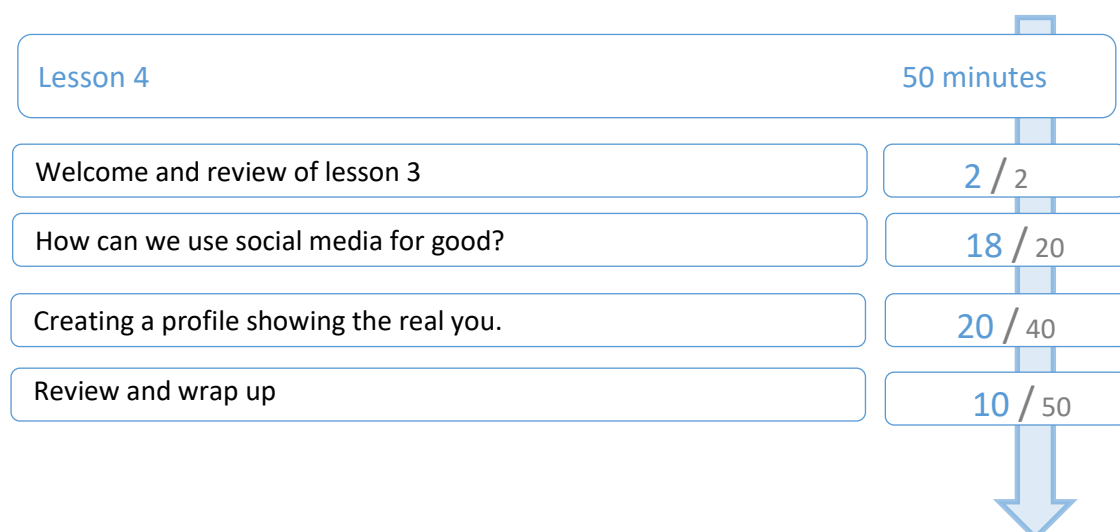 Lesson 4 50 minutes
Welcome and review of lesson 3 2 / 2
How can we use social media for good? 18 / 20
Creating a profile showing the real you. 20 / 40
Review and wrap up 10 / 50